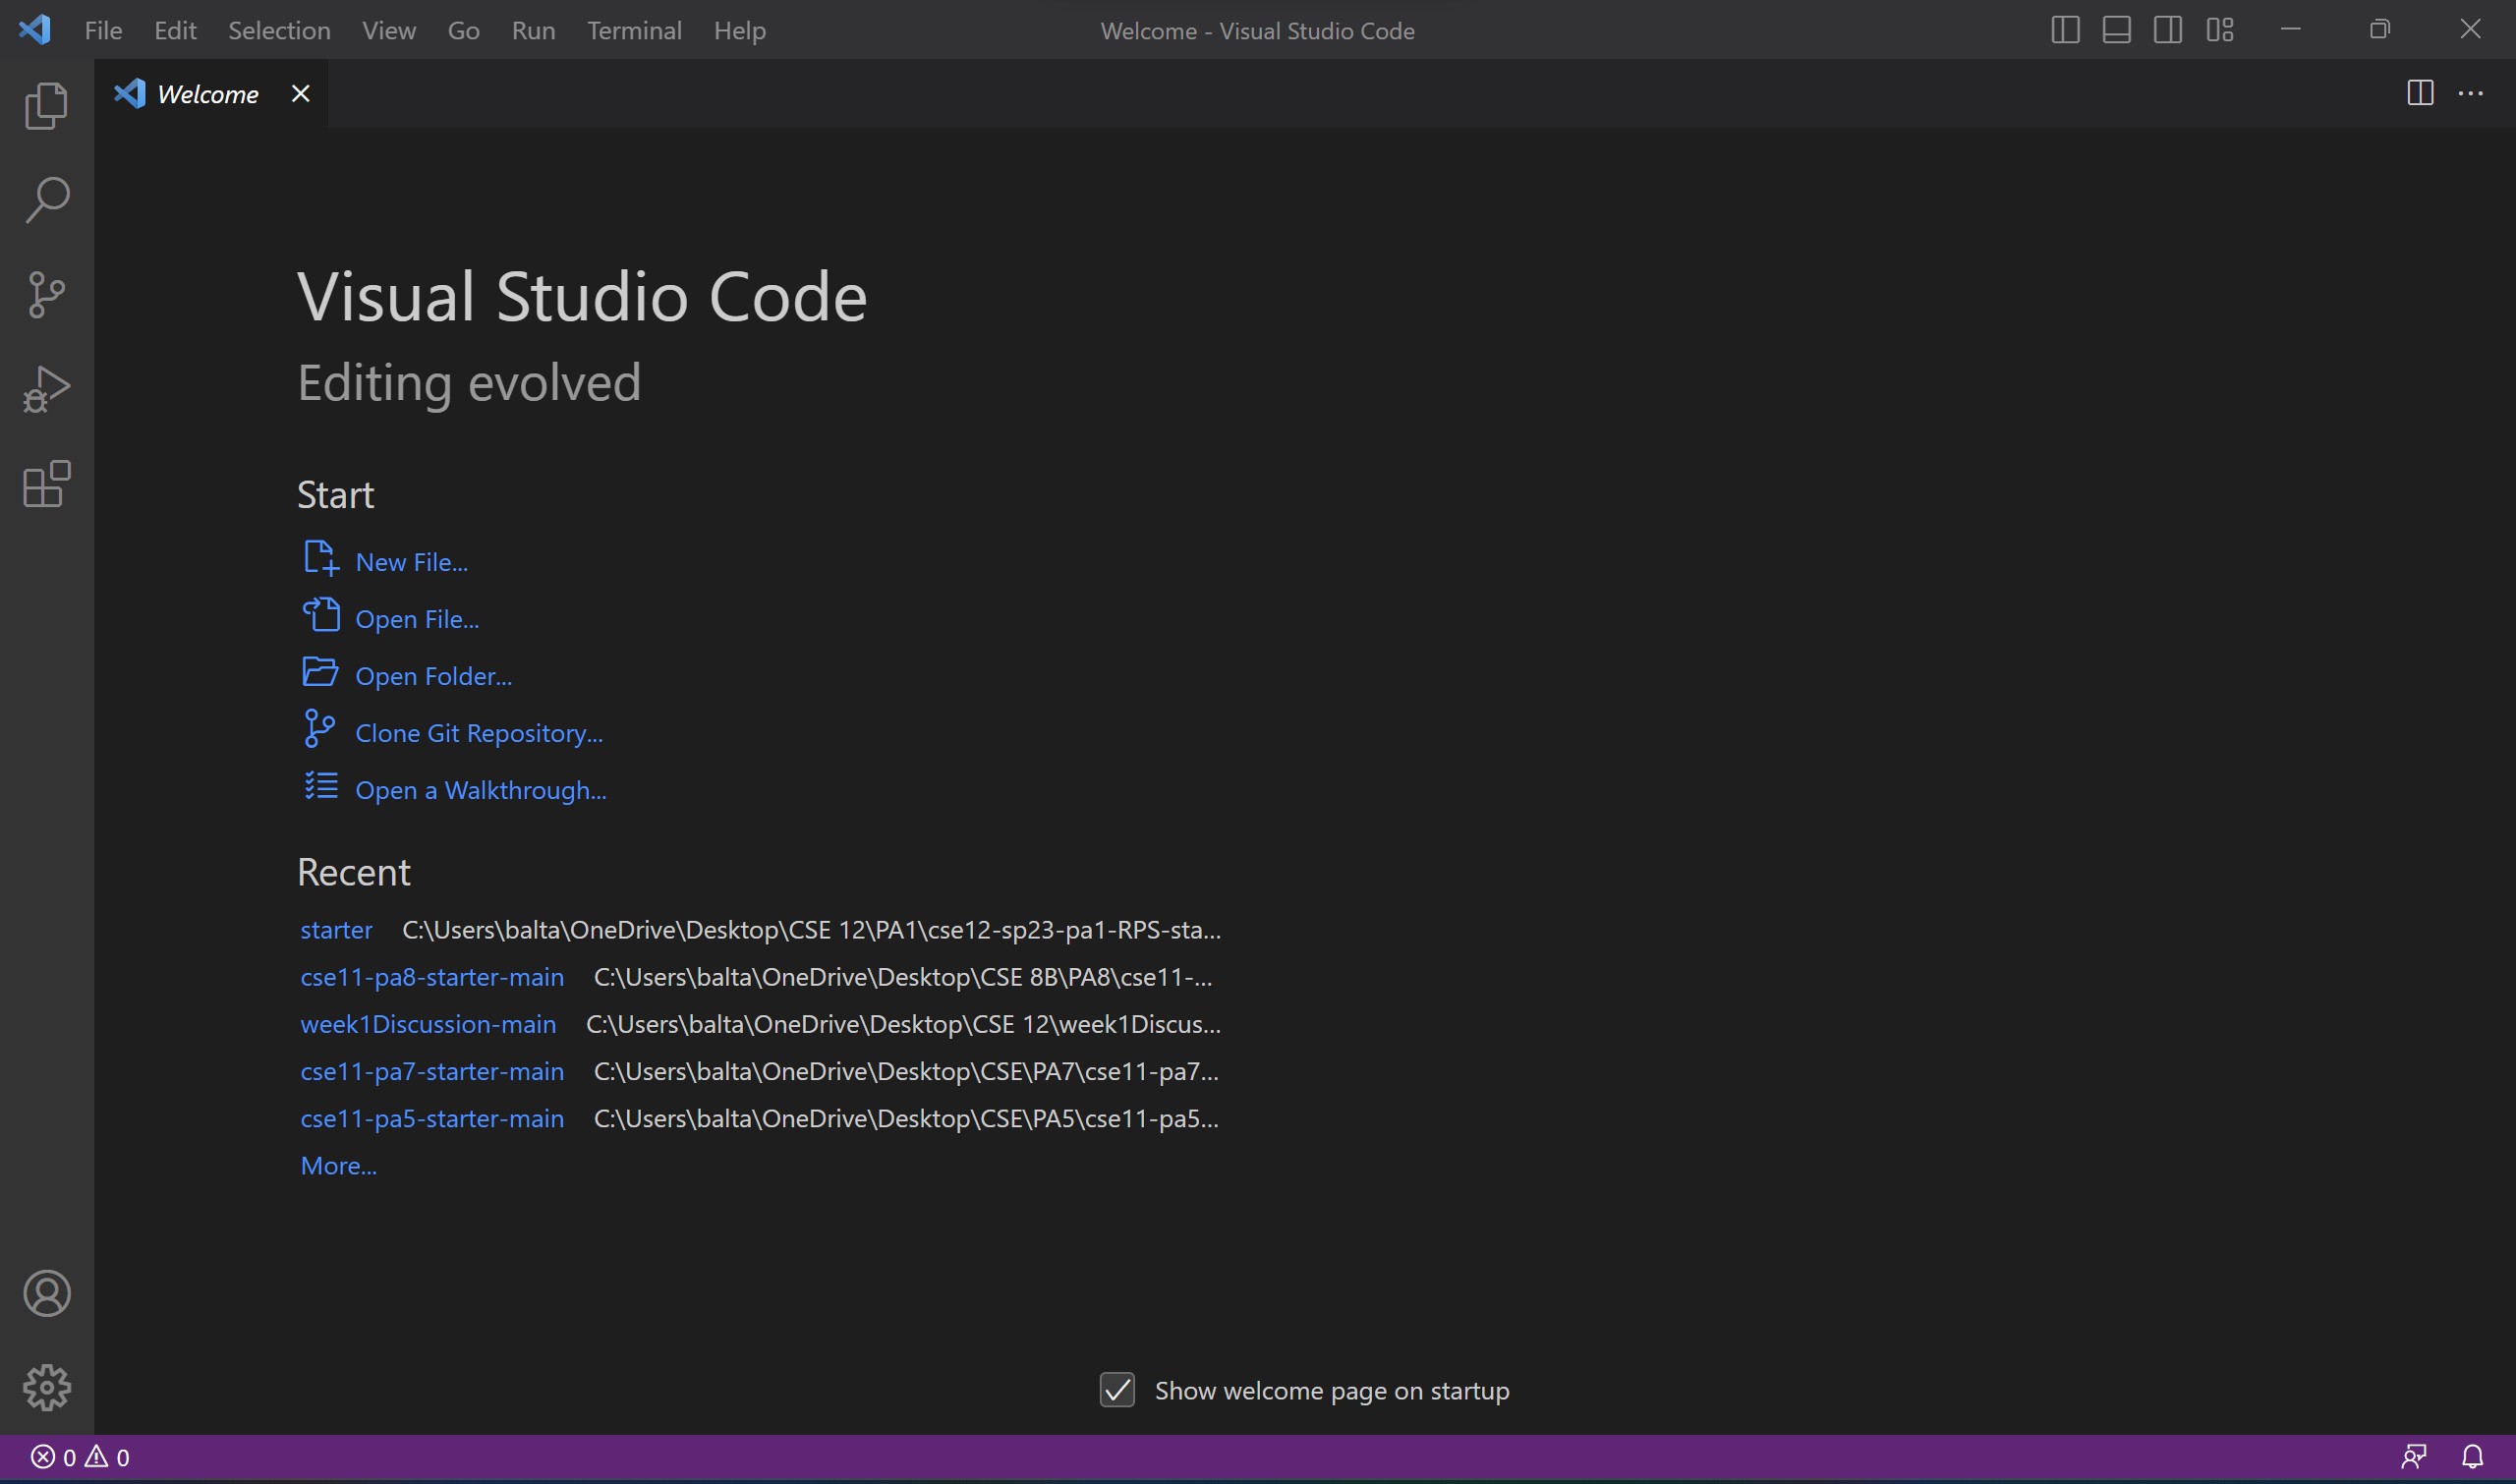 File Edit Selection View Go Run Terminal Help Welcome - Visual Studio Code
Welcome
Visual Studio Code
Editing evolved
Start
New File...
Open File...
Open Folder...
Clone Git Repository...
Open a Walkthrough...
Recent
starter C:\Users\balta\OneDrive\Desktop\CSE 12\PA1\cse12-sp23-pa1-RPS-sta...
cse11-pa8-starter-main C:\Users\balta\OneDrive\Desktop\CSE 8B\PA8\cse11-...
week1Discussion-main C:\Users\balta\OneDrive\Desktop\CSE 12\week1Discus...
cse11-pa7-starter-main C:\Users\balta\OneDrive\Desktop\CSE\PA7\cse11-pa7...
cse11-pa5-starter-main C:\Users\balta\OneDrive\Desktop\CSE\PA5\cse11-pa5...
More...
Show welcome page on startup
0 0